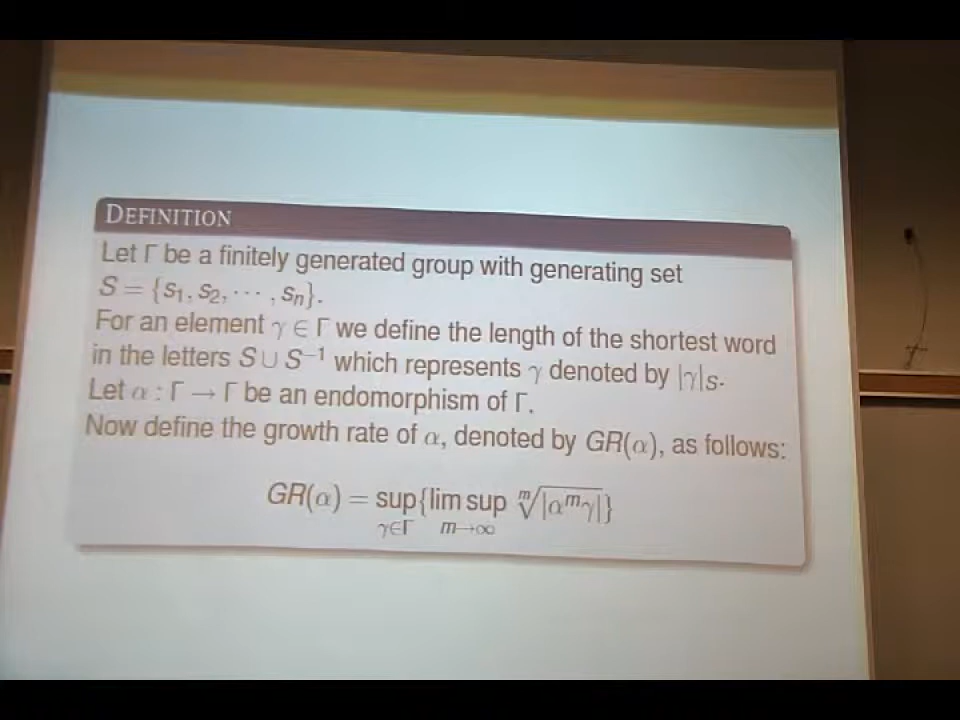 DEFINITION
Let Γ be a finitely generated group with generating set
S = {s₁, s₂, ⋯ , sₙ}.
For an element γ ∈ Γ we define the length of the shortest word
in the letters S ∪ S⁻¹ which represents γ denoted by |γ|s.
Let α : Γ → Γ be an endomorphism of Γ.
Now define the growth rate of α, denoted by GR(α), as follows:
GR(α) = sup{lim sup ᵐ√|αᵐγ|}
γ∈Γ m→∞